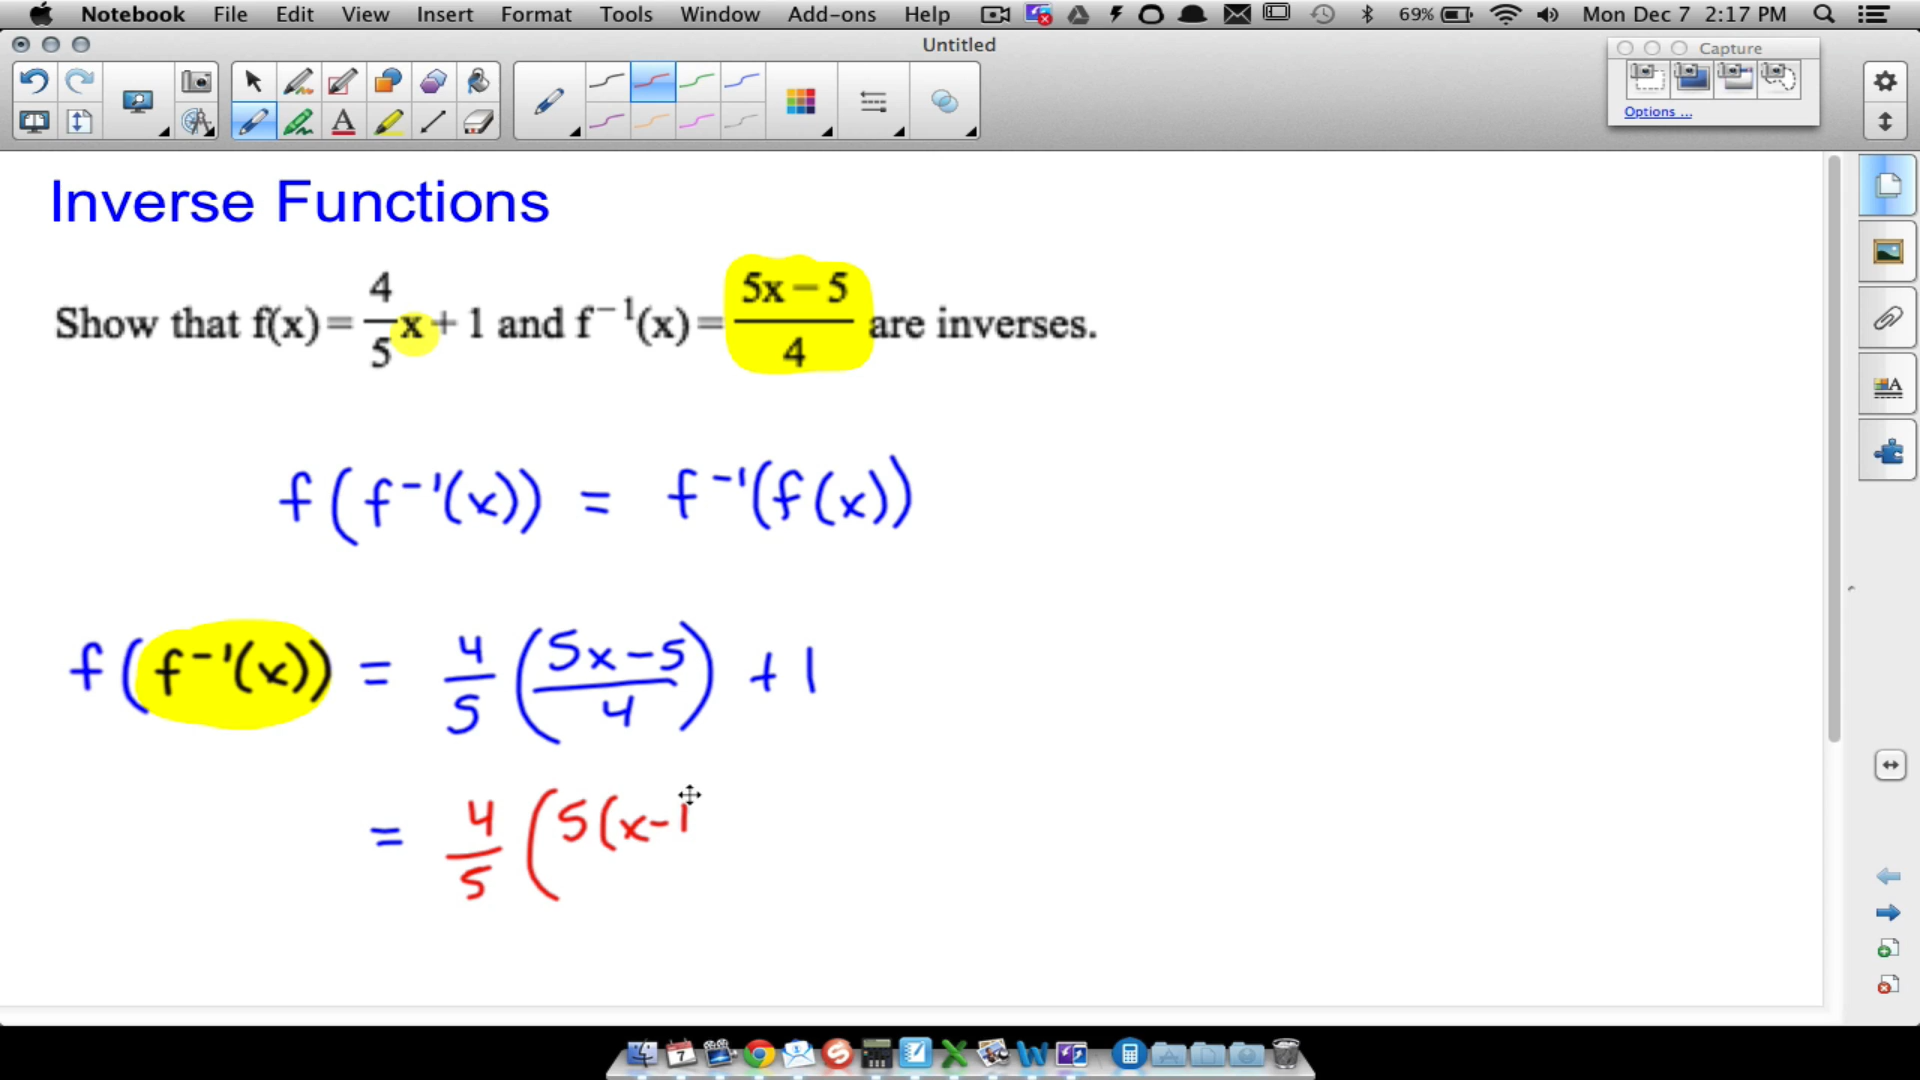 Notebook File Edit View Insert Format Tools Window Add-ons Help 69% Mon Dec 7 2:17 PM
Untitled
Capture
Options ...
Inverse Functions
Show that f(x) = 4/5 x + 1 and f⁻¹(x) = (5x − 5)/4 are inverses.
f(f⁻¹(x)) = f⁻¹(f(x))
f(f⁻¹(x)) = 4/5 ((5x − 5)/4) + 1
= 4/5 (5(x − 1